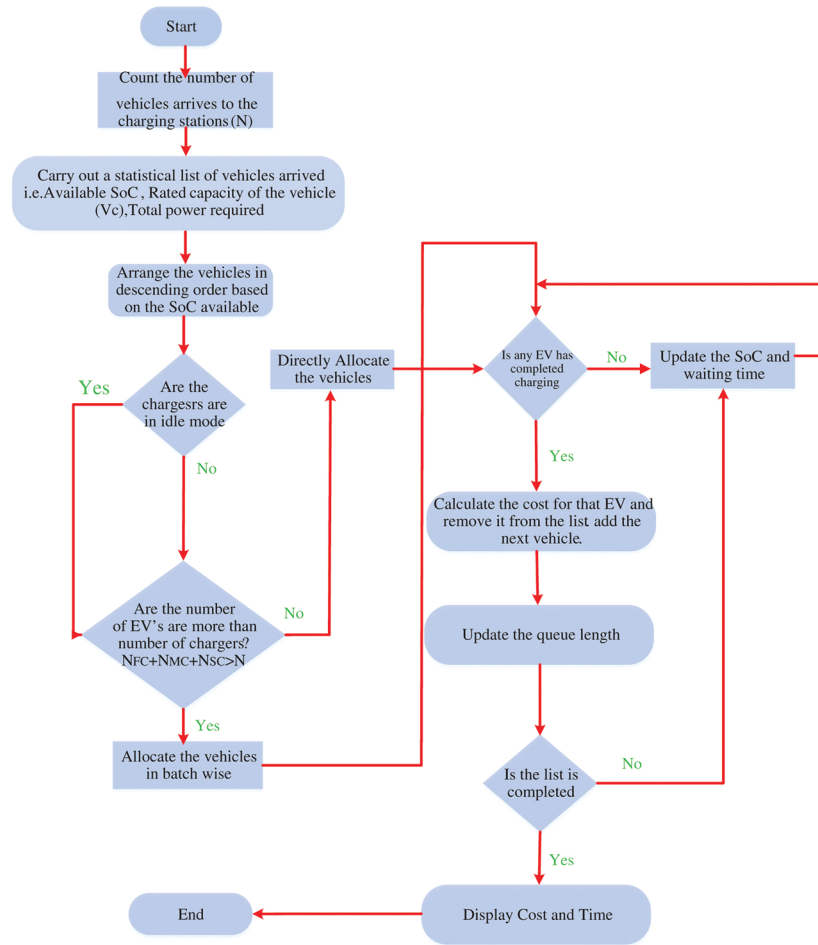 Start
Count the number of
vehicles arrives to the
charging stations (N)
Carry out a statistical list of vehicles arrived
i.e.Available SoC , Rated capacity of the vehicle
(Vc),Total power required
Arrange the vehicles in
descending order based
on the SoC available
Are the
chargesrs are
in idle mode
Yes
No
Are the number
of EV's are more than
number of chargers?
NFC+NMC+NSC>N
No
Yes
Directly Allocate
the vehicles
Allocate the vehicles
in batch wise
Is any EV has
completed
charging
No
Yes
Update the SoC and
waiting time
Calculate the cost for that EV and
remove it from the list. add the
next vehicle.
Update the queue length
Is the list is
completed
No
Yes
Display Cost and Time
End